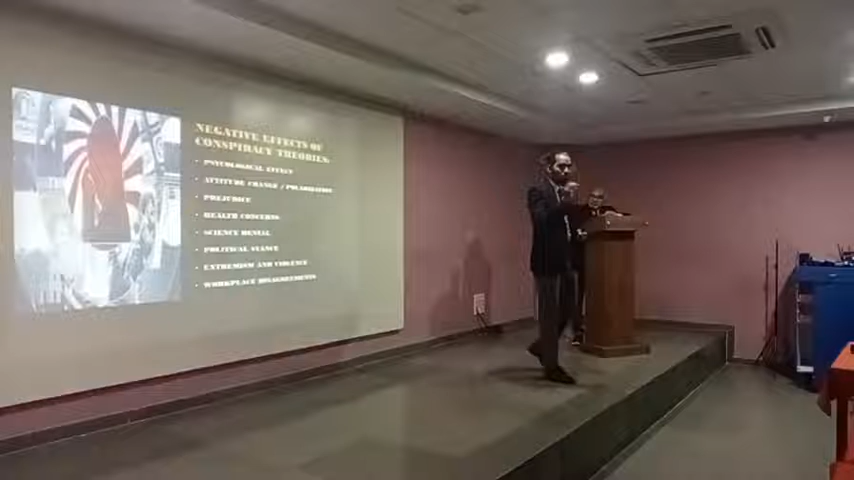 NEGATIVE EFFECTS OF
CONSPIRACY THEORIES:
• PSYCOLOGICAL EFFECT
• ATTITUDE CHANGE / POLARIZATION
• PREJUDICE
• HEALTH CONCERNS
• SCIENCE DENIAL
• POLITICAL STANCE
• EXTREMISM AND VIOLENCE
• WORKPLACE DISAGREEMENTS